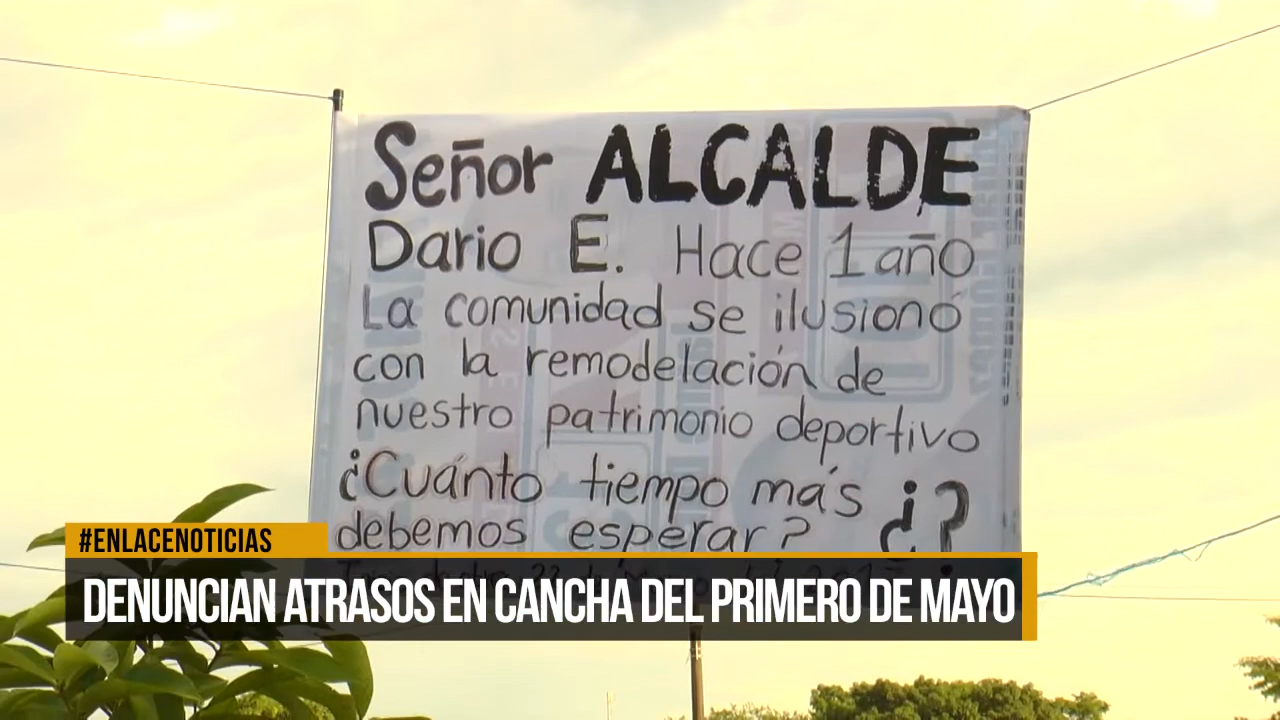 Señor ALCALDE
Dario E. Hace 1 año
La comunidad se ilusionó
con la remodelación de
nuestro patrimonio deportivo
¿Cuánto tiempo más ¿?
debemos esperar?
#ENLACENOTICIAS
DENUNCIAN ATRASOS EN CANCHA DEL PRIMERO DE MAYO